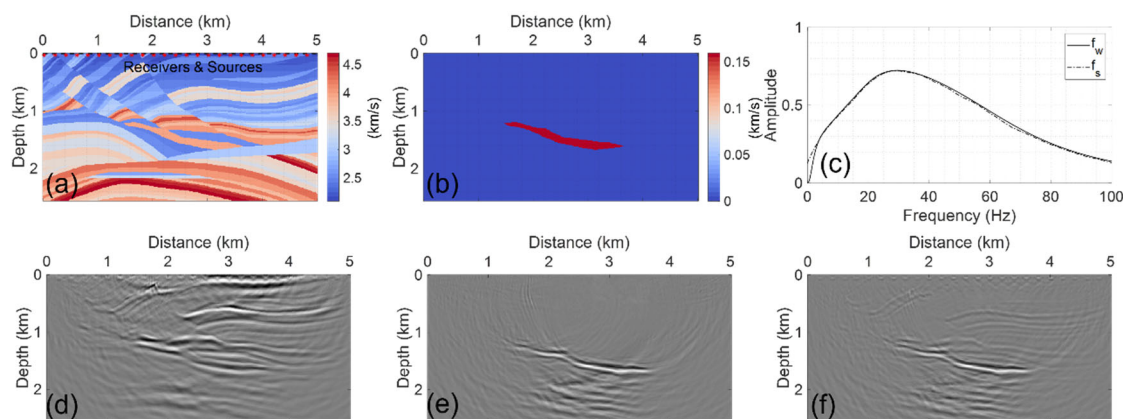 Distance (km)
0 1 2 3 4 5
Receivers & Sources
Depth (km)
0
1
2
(a)
4.5
4
3.5
3
2.5
(km/s)
Distance (km)
0 1 2 3 4 5
Depth (km)
0
1
2
(b)
0.15
0.1
0.05
0
(km/s)
1
0.5
0
Amplitude
f_w
f_s
(c)
0 20 40 60 80 100
Frequency (Hz)
Distance (km)
0 1 2 3 4 5
Depth (km)
0
1
2
(d)
Distance (km)
0 1 2 3 4 5
Depth (km)
0
1
2
(e)
Distance (km)
0 1 2 3 4 5
Depth (km)
0
1
2
(f)